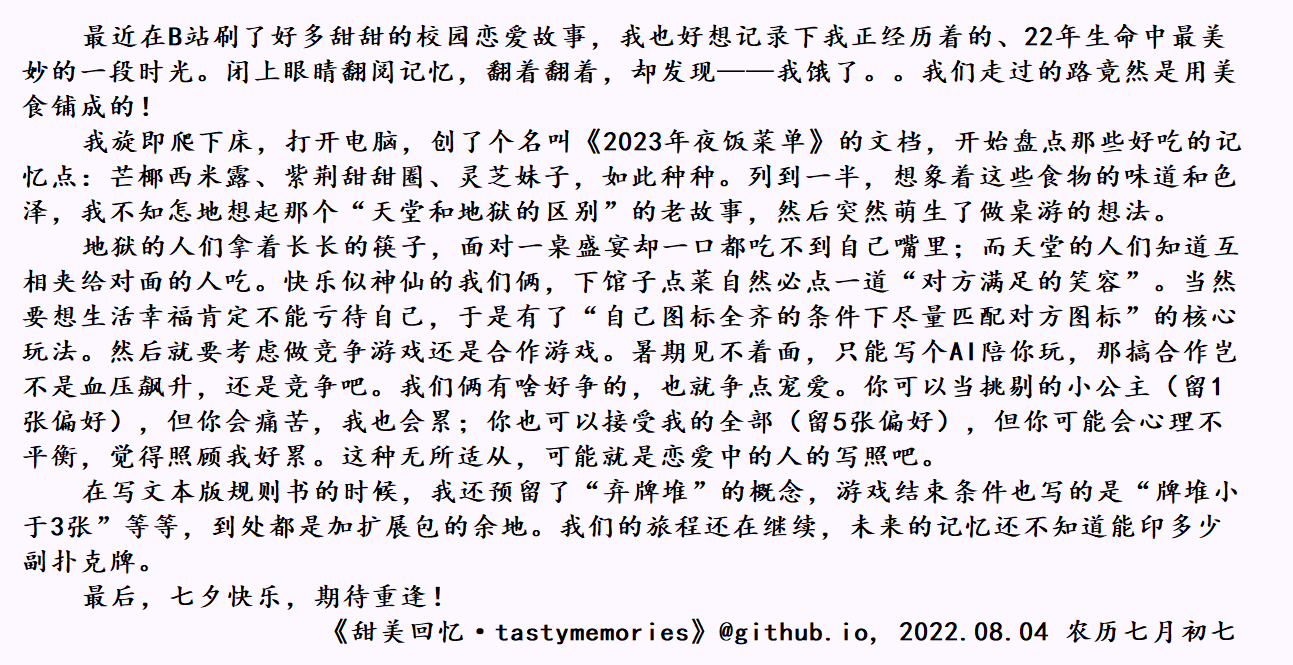 最近在B站刷了好多甜甜的校园恋爱故事，我也好想记录下我正经历着的、22年生命中最美
妙的一段时光。闭上眼睛翻阅记忆，翻着翻着，却发现——我饿了。。我们走过的路竟然是用美
食铺成的！
我旋即爬下床，打开电脑，创了个名叫《2023年夜饭菜单》的文档，开始盘点那些好吃的记
忆点：芒椰西米露、紫荆甜甜圈、灵芝妹子，如此种种。列到一半，想象着这些食物的味道和色
泽，我不知怎地想起那个“天堂和地狱的区别”的老故事，然后突然萌生了做桌游的想法。
地狱的人们拿着长长的筷子，面对一桌盛宴却一口都吃不到自己嘴里；而天堂的人们知道互
相夹给对面的人吃。快乐似神仙的我们俩，下馆子点菜自然必点一道“对方满足的笑容”。当然
要想生活幸福肯定不能亏待自己，于是有了“自己图标全齐的条件下尽量匹配对方图标”的核心
玩法。然后就要考虑做竞争游戏还是合作游戏。暑期见不着面，只能写个AI陪你玩，那搞合作岂
不是血压飙升，还是竞争吧。我们俩有啥好争的，也就争点宠爱。你可以当挑剔的小公主（留1
张偏好），但你会痛苦，我也会累；你也可以接受我的全部（留5张偏好），但你可能会心理不
平衡，觉得照顾我好累。这种无所适从，可能就是恋爱中的人的写照吧。
在写文本版规则书的时候，我还预留了“弃牌堆”的概念，游戏结束条件也写的是“牌堆小
于3张”等等，到处都是加扩展包的余地。我们的旅程还在继续，未来的记忆还不知道能印多少
副扑克牌。
最后，七夕快乐，期待重逢！
《甜美回忆·tastymemories》@github.io, 2022.08.04 农历七月初七